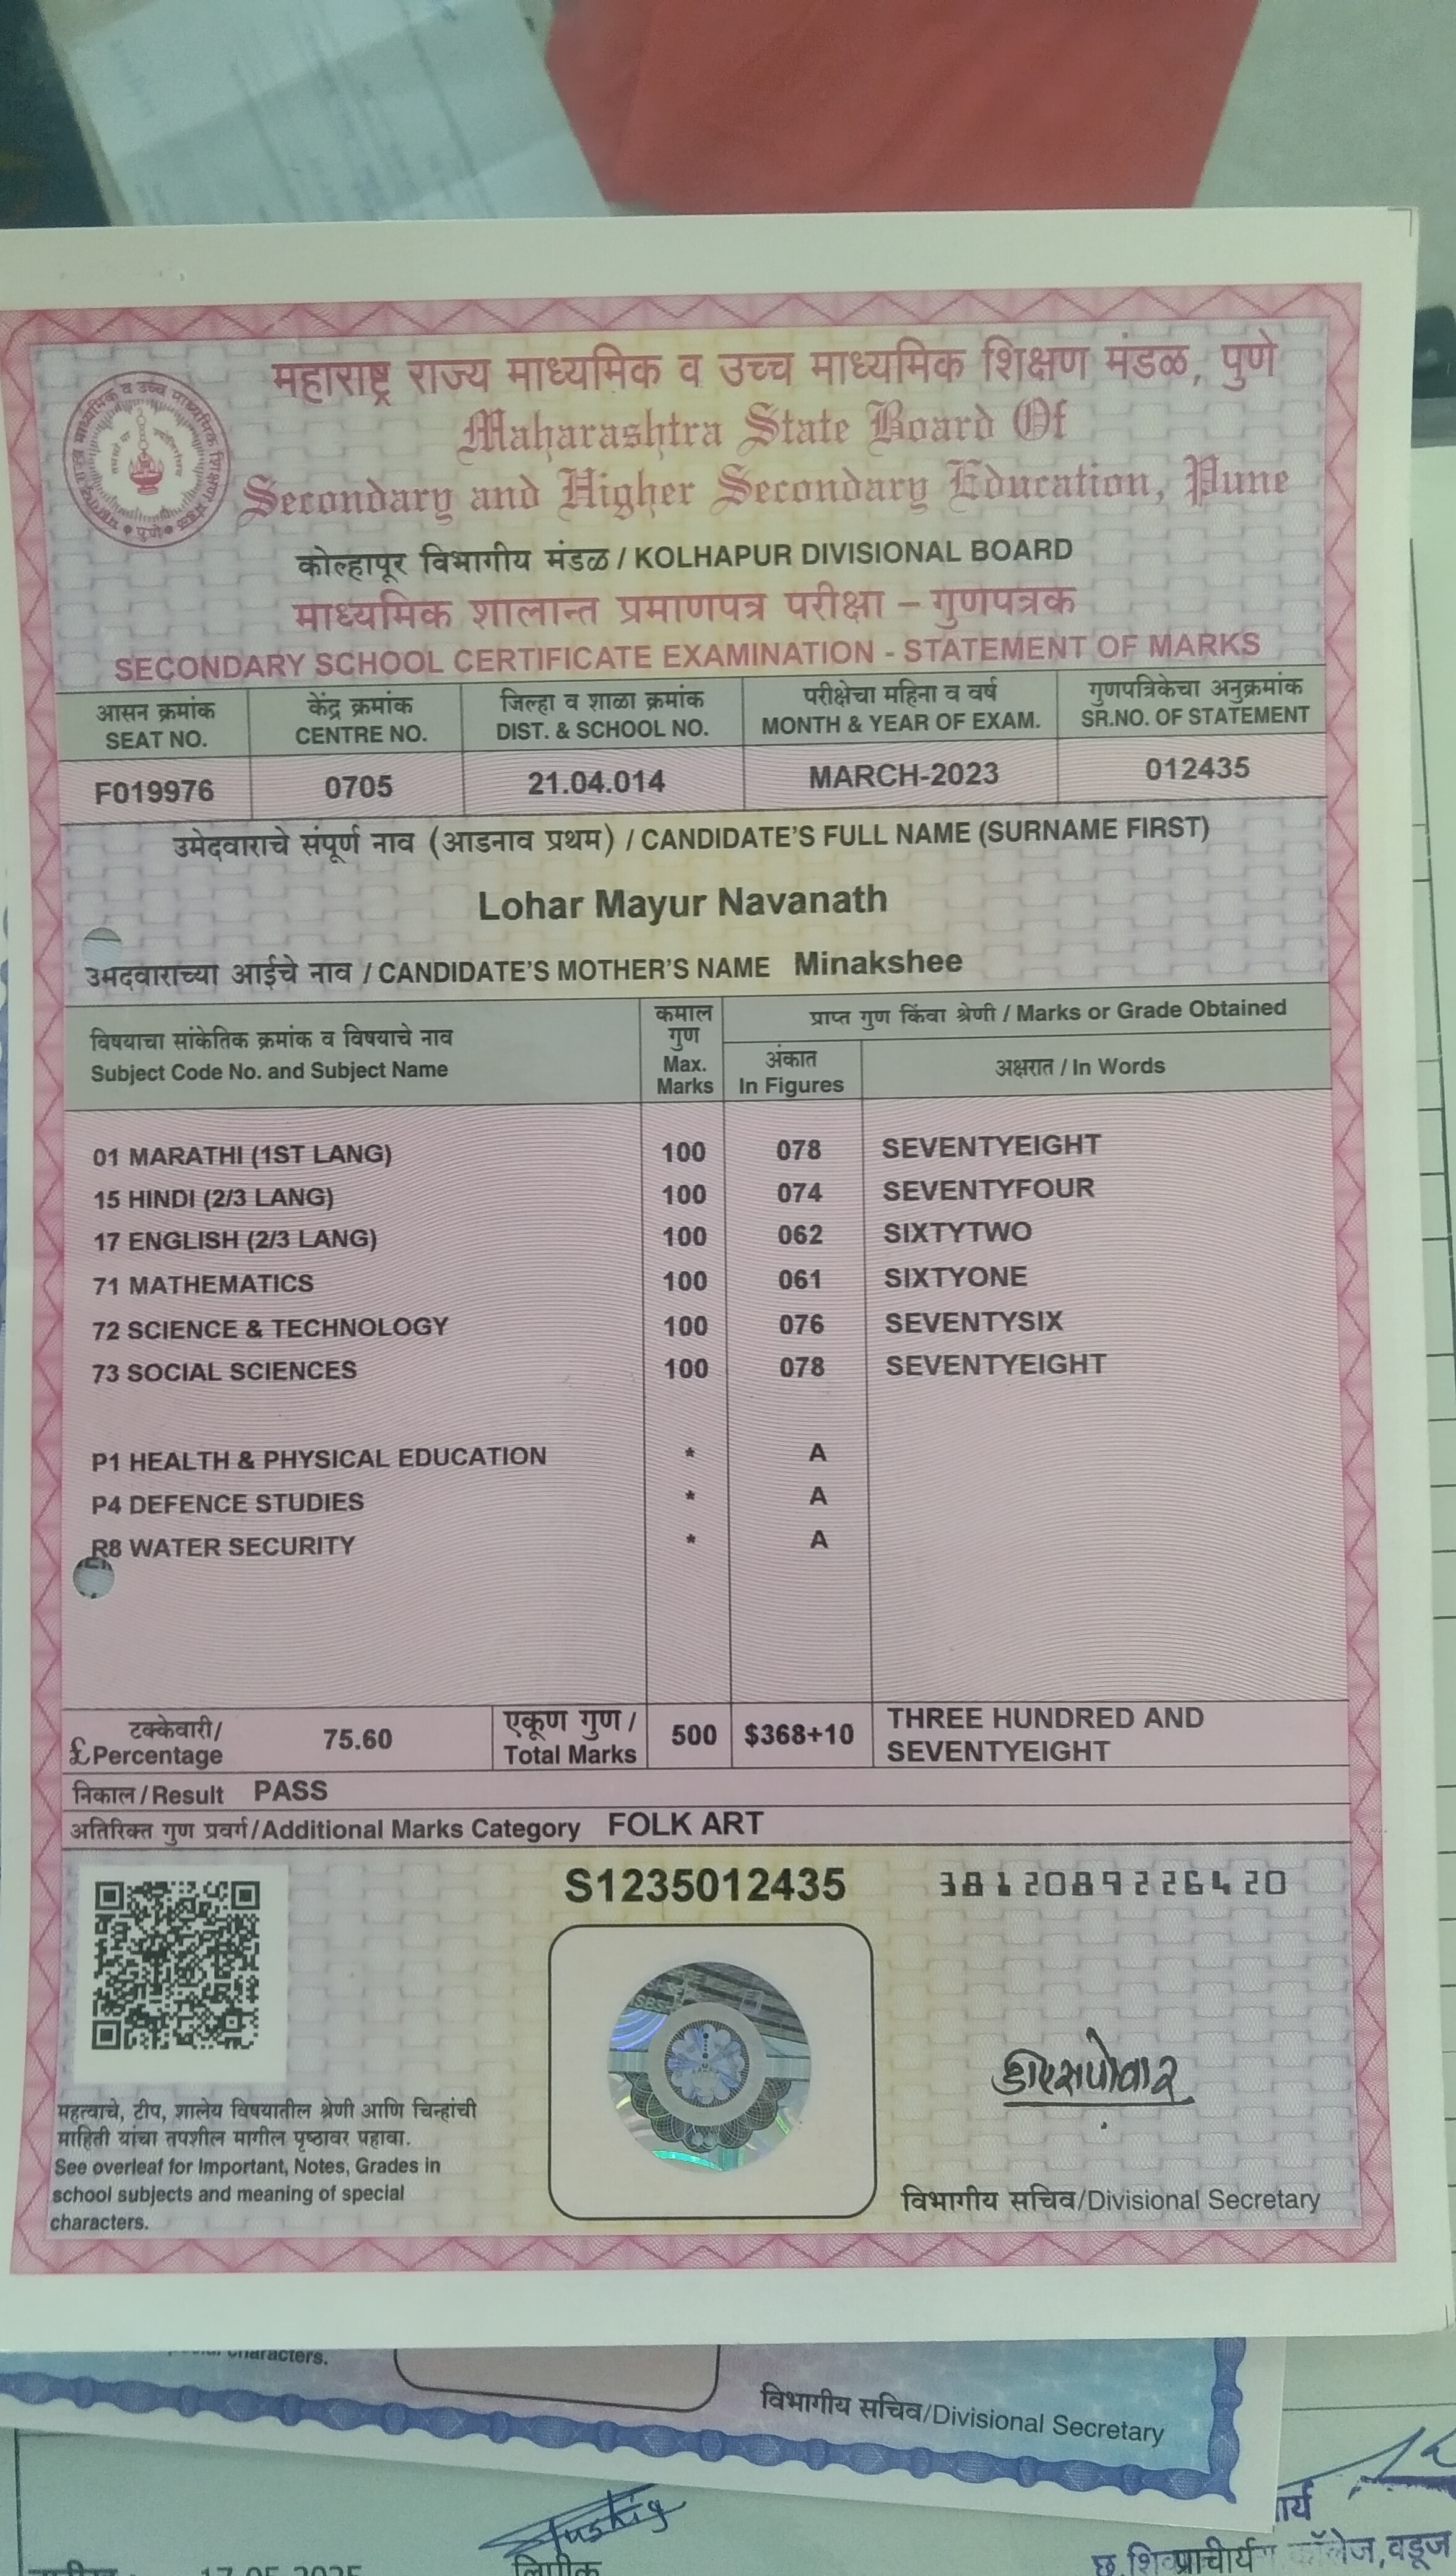 महाराष्ट्र राज्य माध्यमिक व उच्च माध्यमिक शिक्षण मंडळ, पुणे
Maharashtra State Board Of
Secondary and Higher Secondary Education, Pune
कोल्हापूर विभागीय मंडळ / KOLHAPUR DIVISIONAL BOARD
माध्यमिक शालान्त प्रमाणपत्र परीक्षा – गुणपत्रक
SECONDARY SCHOOL CERTIFICATE EXAMINATION - STATEMENT OF MARKS
आसन क्रमांक केंद्र क्रमांक जिल्हा व शाळा क्रमांक परीक्षेचा महिना व वर्ष गुणपत्रिकेचा अनुक्रमांक
SEAT NO. CENTRE NO. DIST. & SCHOOL NO. MONTH & YEAR OF EXAM. SR.NO. OF STATEMENT
F019976 0705 21.04.014 MARCH-2023 012435
उमेदवाराचे संपूर्ण नाव (आडनाव प्रथम) / CANDIDATE'S FULL NAME (SURNAME FIRST)
Lohar Mayur Navanath
उमेदवाराच्या आईचे नाव / CANDIDATE'S MOTHER'S NAME Minakshee
विषयाचा सांकेतिक क्रमांक व विषयाचे नाव
Subject Code No. and Subject Name
कमाल
गुण
Max.
Marks
प्राप्त गुण किंवा श्रेणी / Marks or Grade Obtained
अंकात
In Figures
अक्षरात / In Words
01 MARATHI (1ST LANG) 100 078 SEVENTYEIGHT
15 HINDI (2/3 LANG) 100 074 SEVENTYFOUR
17 ENGLISH (2/3 LANG) 100 062 SIXTYTWO
71 MATHEMATICS 100 061 SIXTYONE
72 SCIENCE & TECHNOLOGY 100 076 SEVENTYSIX
73 SOCIAL SCIENCES 100 078 SEVENTYEIGHT
P1 HEALTH & PHYSICAL EDUCATION * A
P4 DEFENCE STUDIES * A
R8 WATER SECURITY * A
टक्केवारी/
£ Percentage
75.60
एकूण गुण /
Total Marks
500 $368+10
THREE HUNDRED AND
SEVENTYEIGHT
निकाल/Result PASS
अतिरिक्त गुण प्रवर्ग/Additional Marks Category FOLK ART
S1235012435 3812089226420
महत्वाचे, टीप, शालेय विषयातील श्रेणी आणि चिन्हांची
माहिती यांचा तपशील मागील पृष्ठावर पहावा.
See overleaf for Important, Notes, Grades in
school subjects and meaning of special
characters.
विभागीय सचिव/Divisional Secretary
characters.
विभागीय सचिव/Divisional Secretary
17.05.2025
लिपीक